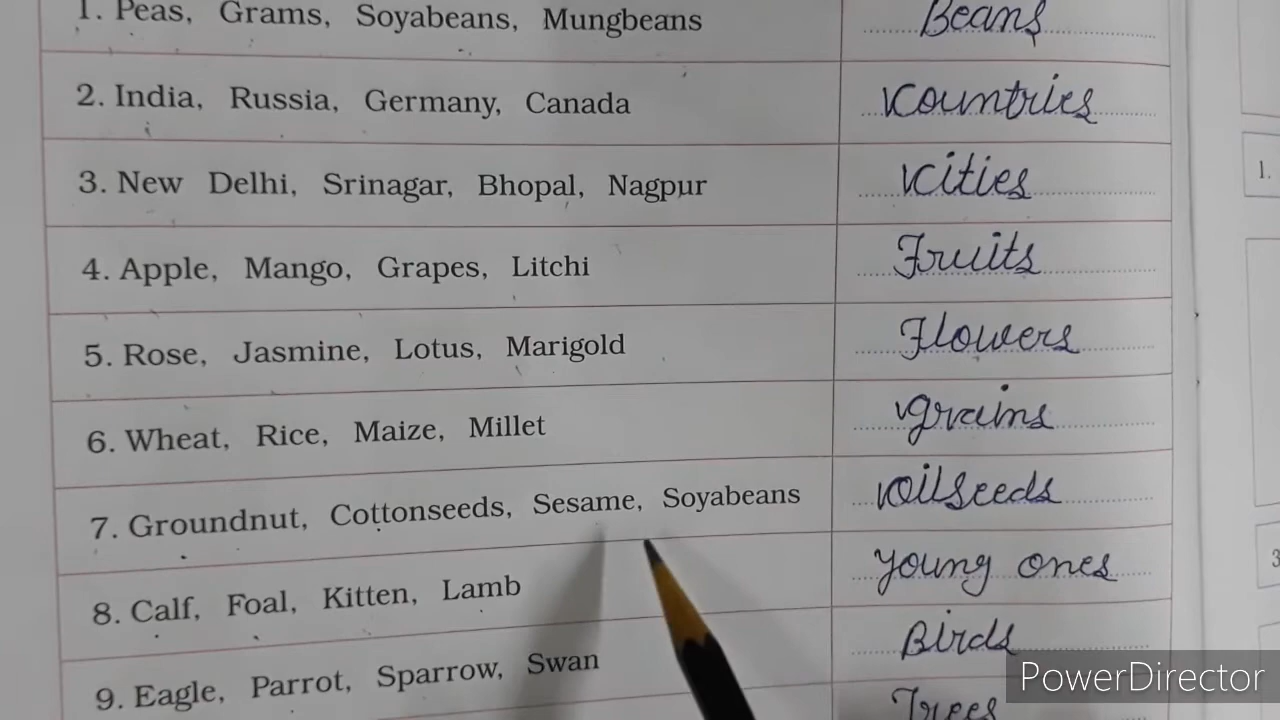 1. Peas, Grams, Soyabeans, Mungbeans Beans
2. India, Russia, Germany, Canada Countries
3. New Delhi, Srinagar, Bhopal, Nagpur Cities
1.
4. Apple, Mango, Grapes, Litchi Fruits
5. Rose, Jasmine, Lotus, Marigold Flowers
6. Wheat, Rice, Maize, Millet grains
7. Groundnut, Cottonseeds, Sesame, Soyabeans oilseeds
8. Calf, Foal, Kitten, Lamb young ones
3
9. Eagle, Parrot, Sparrow, Swan Birds
Trees
PowerDirector